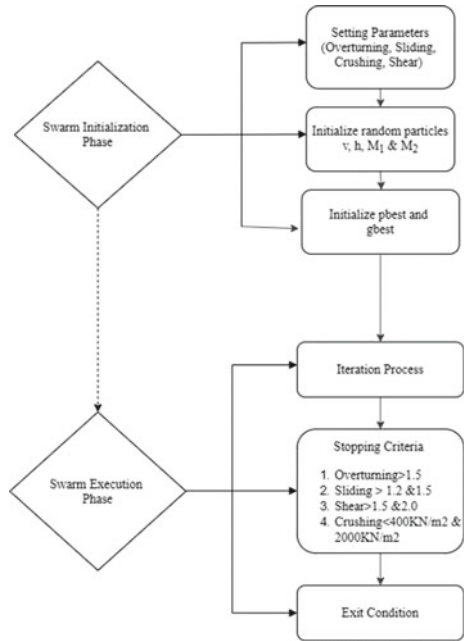 Setting Parameters
(Overturning, Sliding,
Crushing, Shear)
Swarm Initialization
Phase
Initialize random particles
v, h, M₁ & M₂
Initialize pbest and
gbest
Iteration Process
Swarm Execution
Phase
Stopping Criteria
1. Overturning>1.5
2. Sliding > 1.2 &1.5
3. Shear>1.5 &2.0
4. Crushing<400KN/m2 &
2000KN/m2
Exit Condition